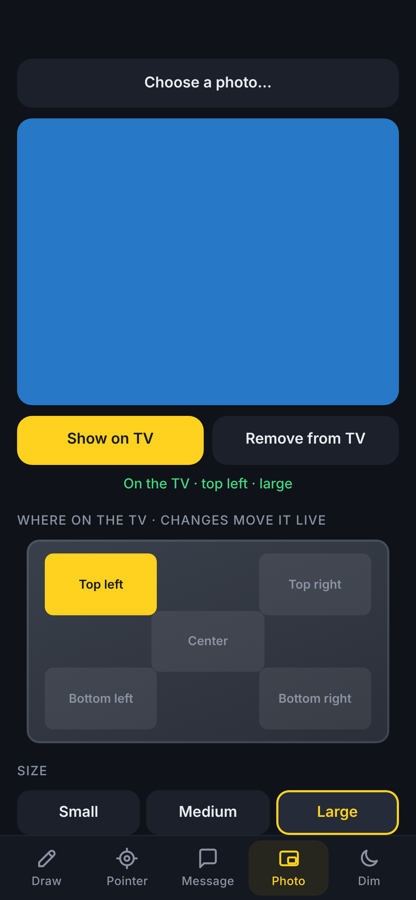 Choose a photo...
Show on TV
Remove from TV
On the TV · top left · large
WHERE ON THE TV · CHANGES MOVE IT LIVE
Top left
Top right
Center
Bottom left
Bottom right
SIZE
Small
Medium
Large
Draw
Pointer
Message
Photo
Dim